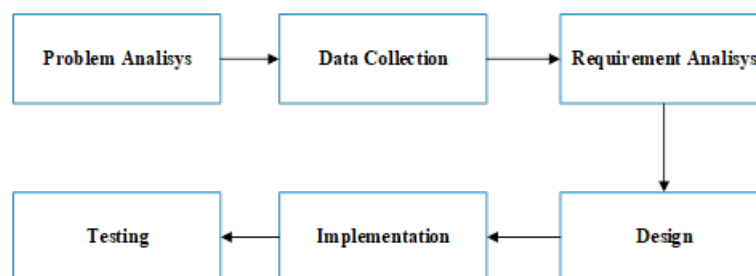 Problem Analisys
Data Collection
Requirement Analisys
Design
Implementation
Testing